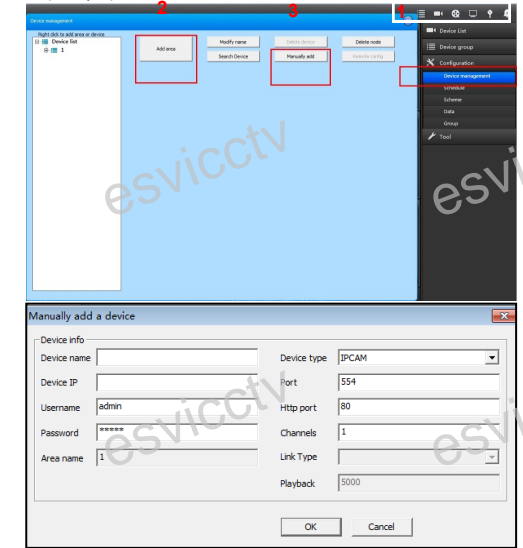 2
3
1
Device management
Right click to add area or device
Device list
1
Add area
Modify name
Delete device
Delete node
Search Device
Manually add
Remote config
Device List
Device group
Configuration
Device management
Schedule
Scheme
Data
Group
Tool
esvicctv
esvi
Manually add a device
Device info
Device name
Device type IPCAM
Device IP
Port 554
Username admin
Http port 80
Password *****
Channels 1
Area name 1
Link Type
Playback 5000
esvicctv
esvi
OK Cancel